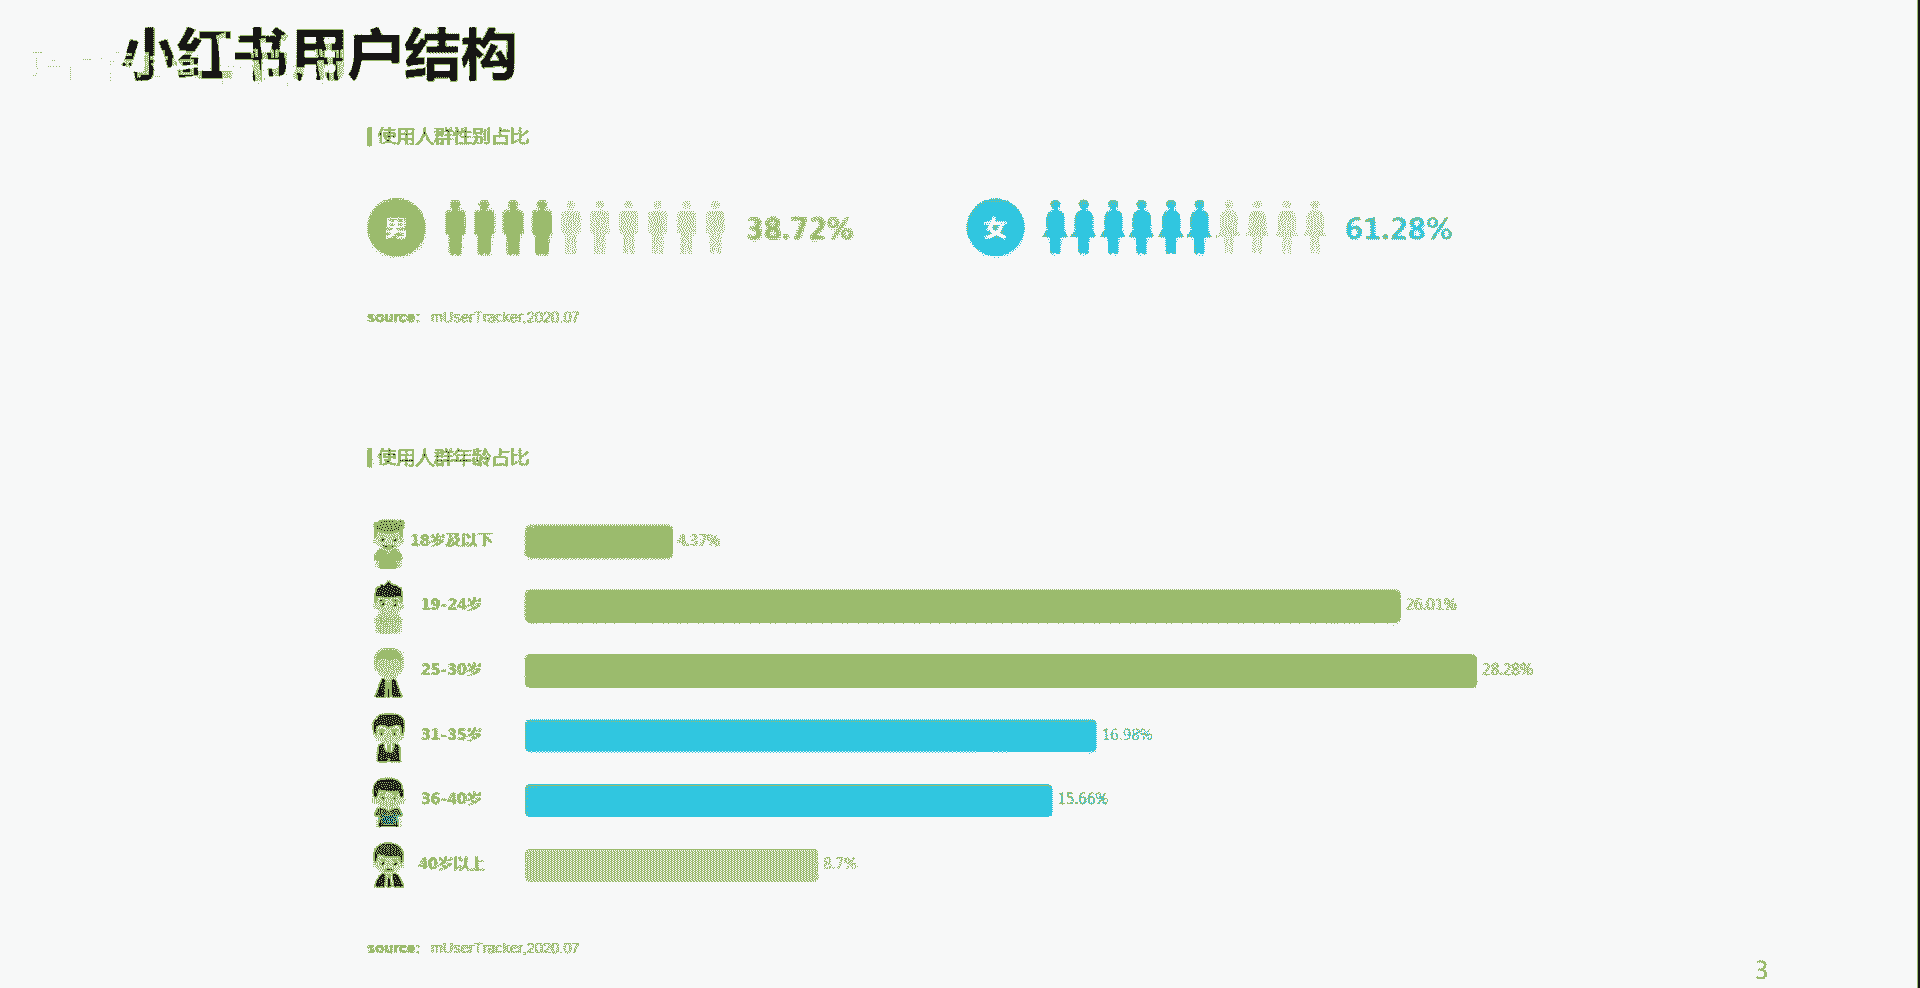 小红书用户结构
使用人群性别占比
男 38.72% 女 61.28%
source: mUserTracker,2020.07
使用人群年龄占比
18岁及以下 4.37%
19-24岁 26.01%
25-30岁 28.28%
31-35岁 16.98%
36-40岁 15.66%
40岁以上 8.7%
source: mUserTracker,2020.07
3